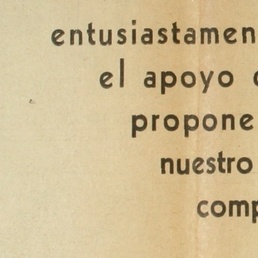 entusiastamen
el apoyo
propone
nuestro
comp